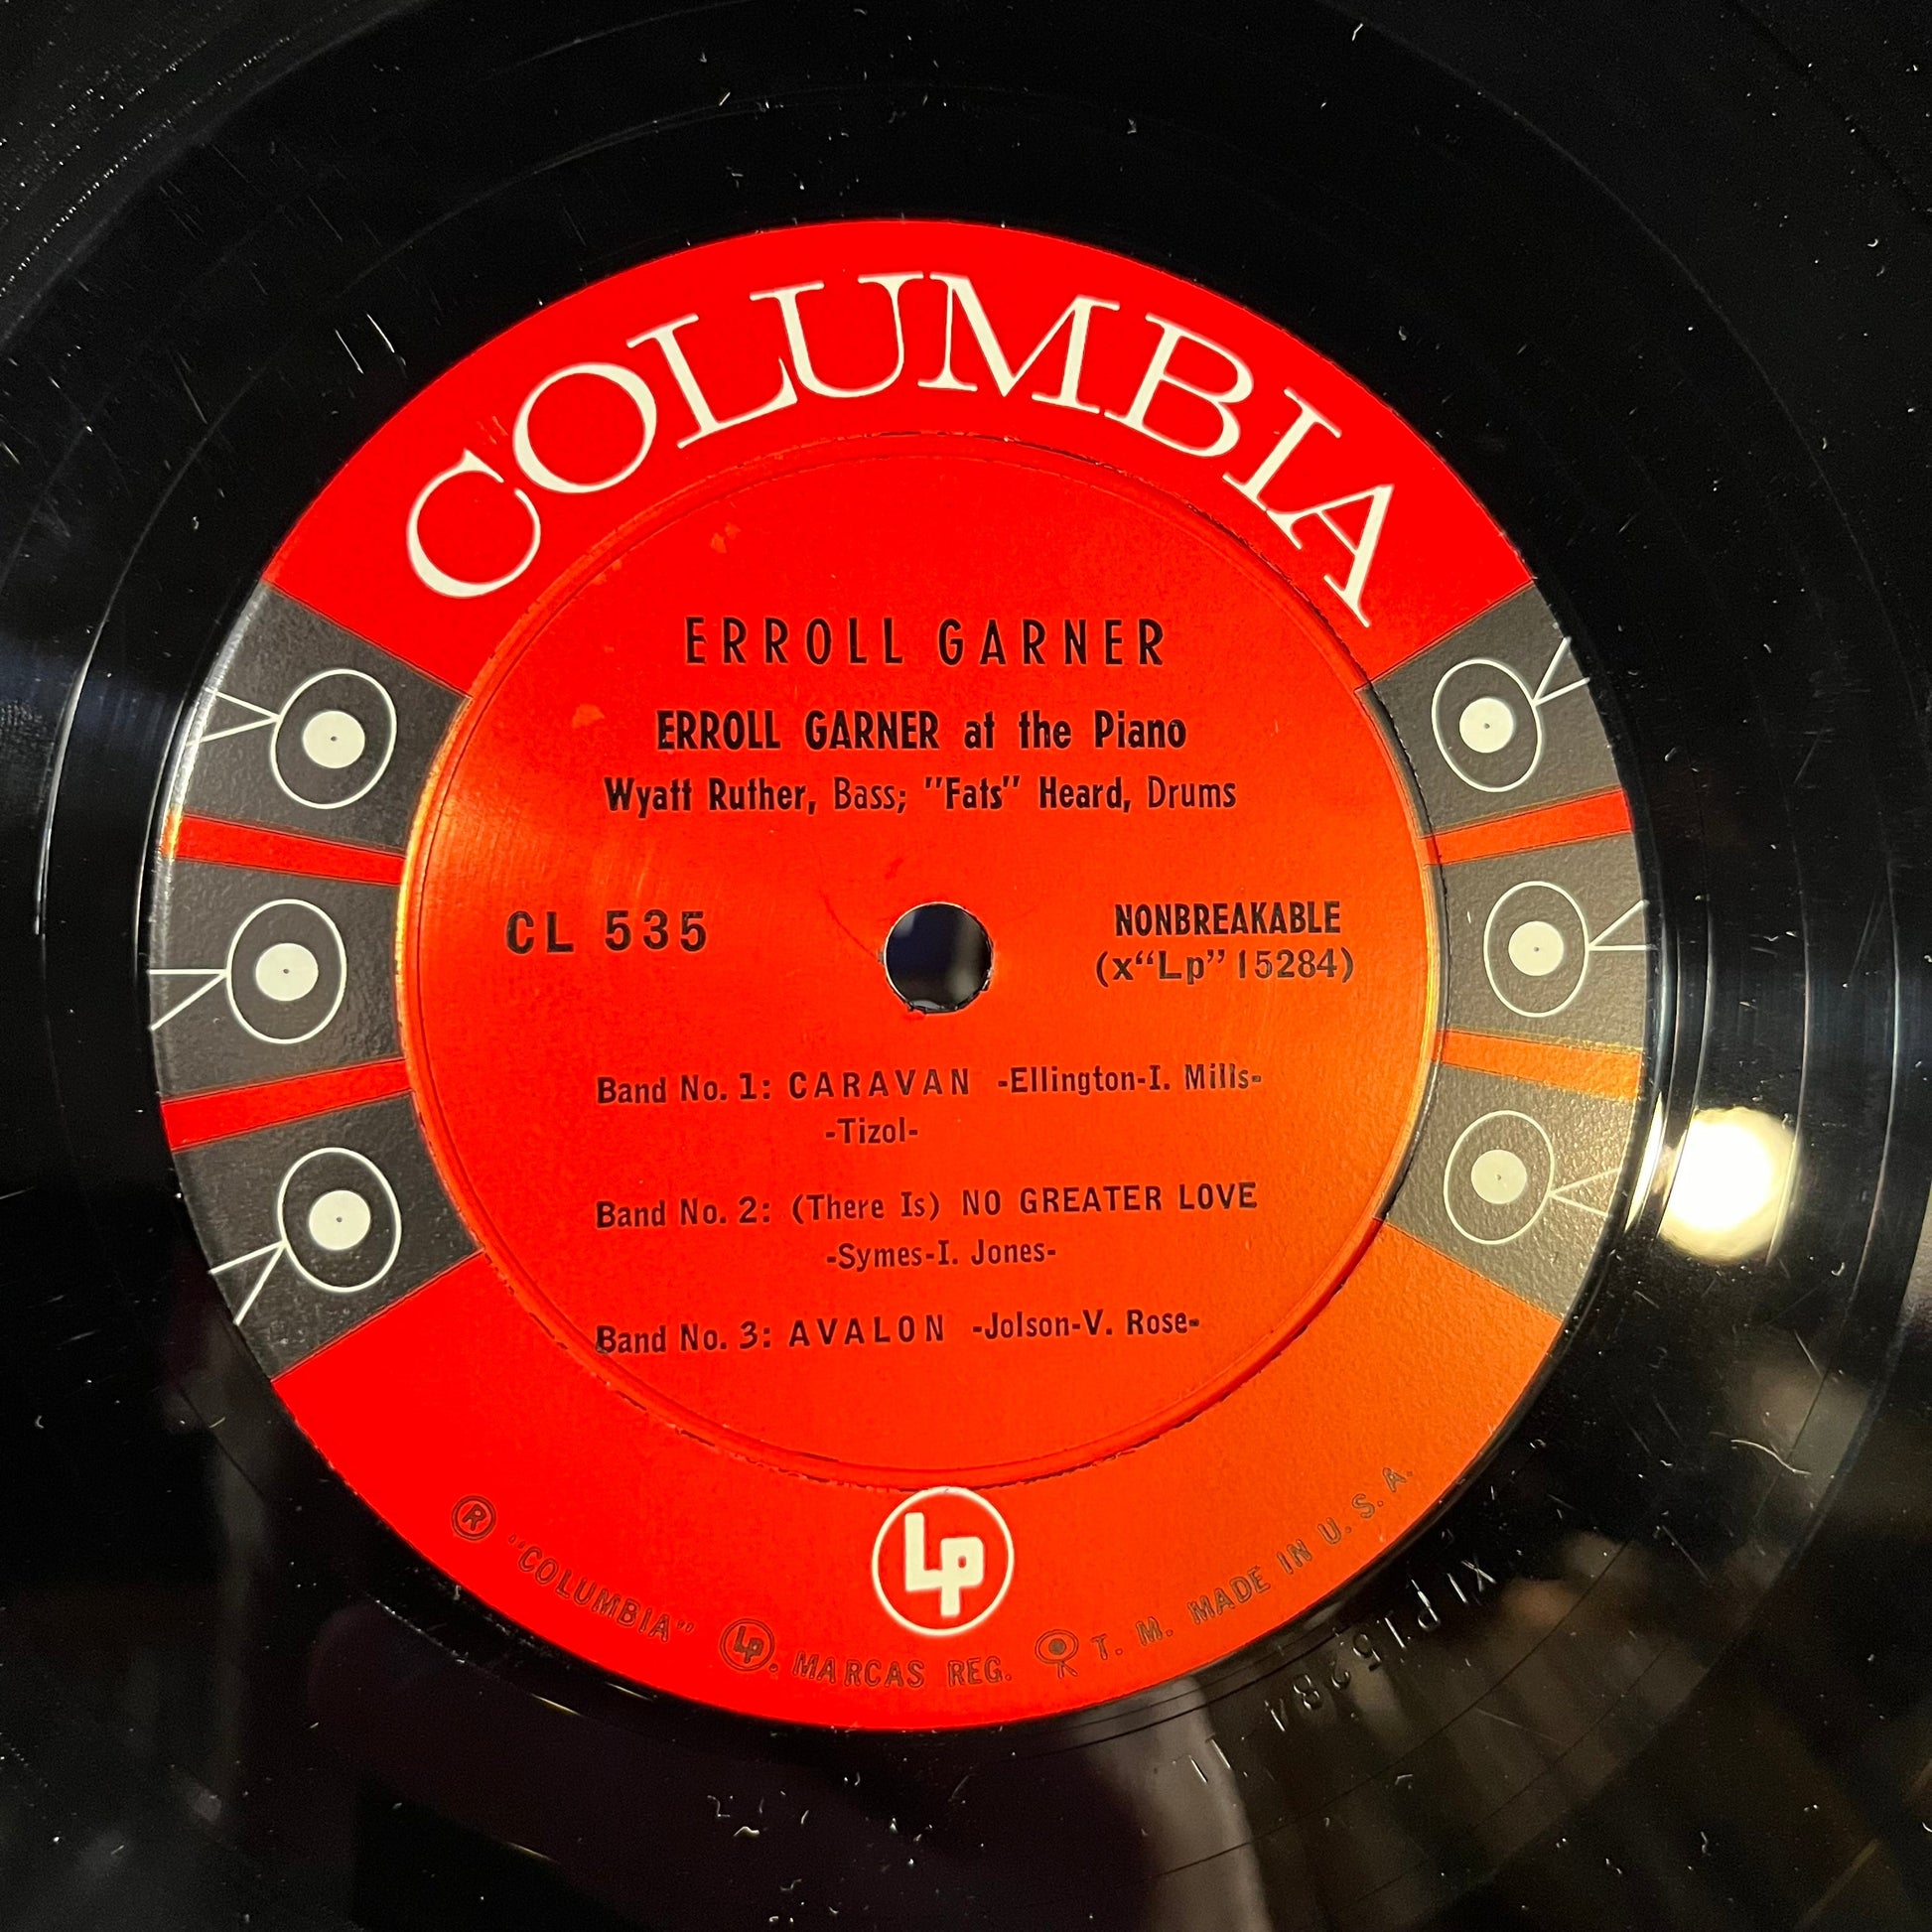 COLUMBIA
ERROLL GARNER
ERROLL GARNER at the Piano
Wyatt Ruther, Bass; "Fats" Heard, Drums
CL 535
NONBREAKABLE
(x“Lp” 15284)
Band No. 1: CARAVAN -Ellington-I. Mills-
-Tizol-
Band No. 2: (There Is) NO GREATER LOVE
-Symes-I. Jones-
Band No. 3: AVALON -Jolson-V. Rose-
Lp
® "COLUMBIA" Lp. MARCAS REG. T. M. MADE IN U. S. A.